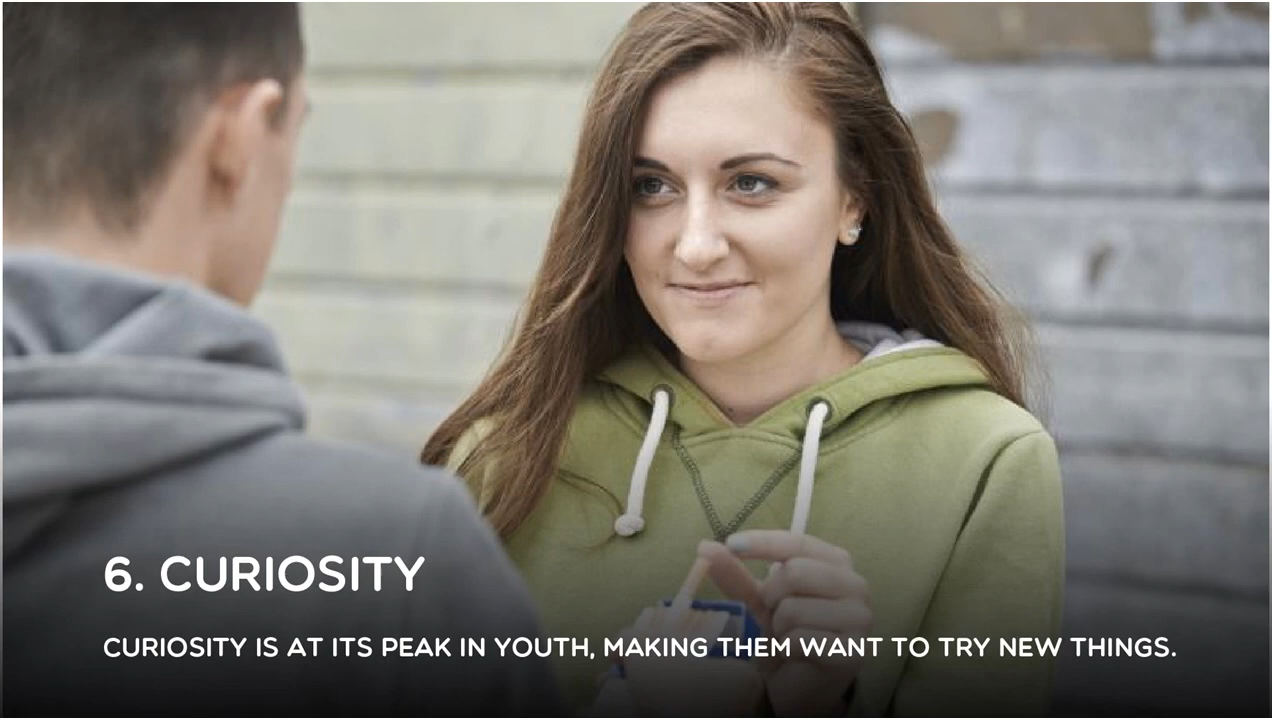 6. CURIOSITY
CURIOSITY IS AT ITS PEAK IN YOUTH, MAKING THEM WANT TO TRY NEW THINGS.